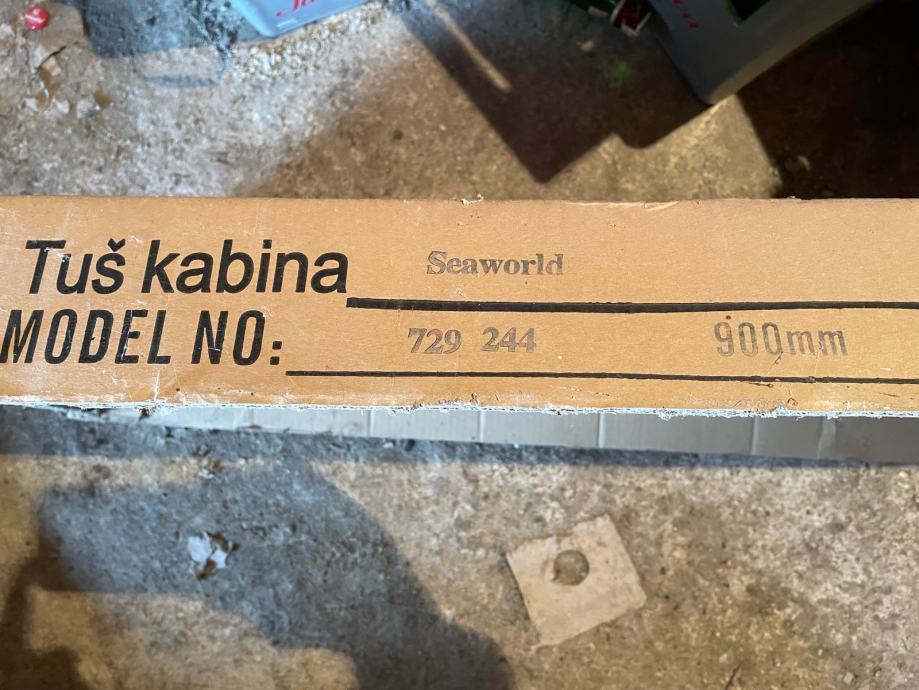 Tuš kabina Seaworld
MODEL NO: 729 244 900mm